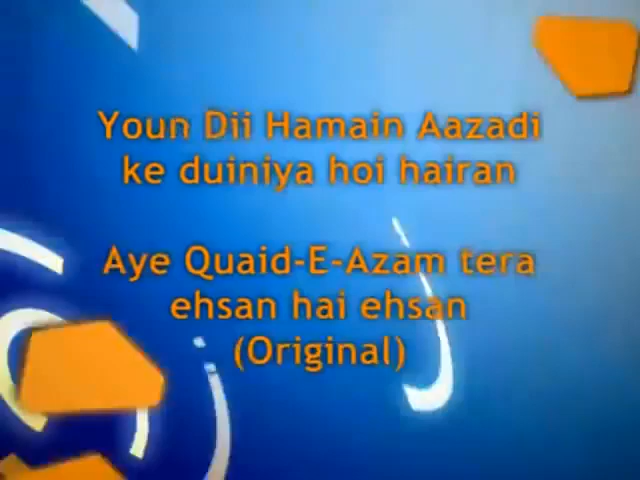 Youn Dii Hamain Aazadi
ke duiniya hoi hairan
Aye Quaid-E-Azam tera
ehsan hai ehsan
(Original)